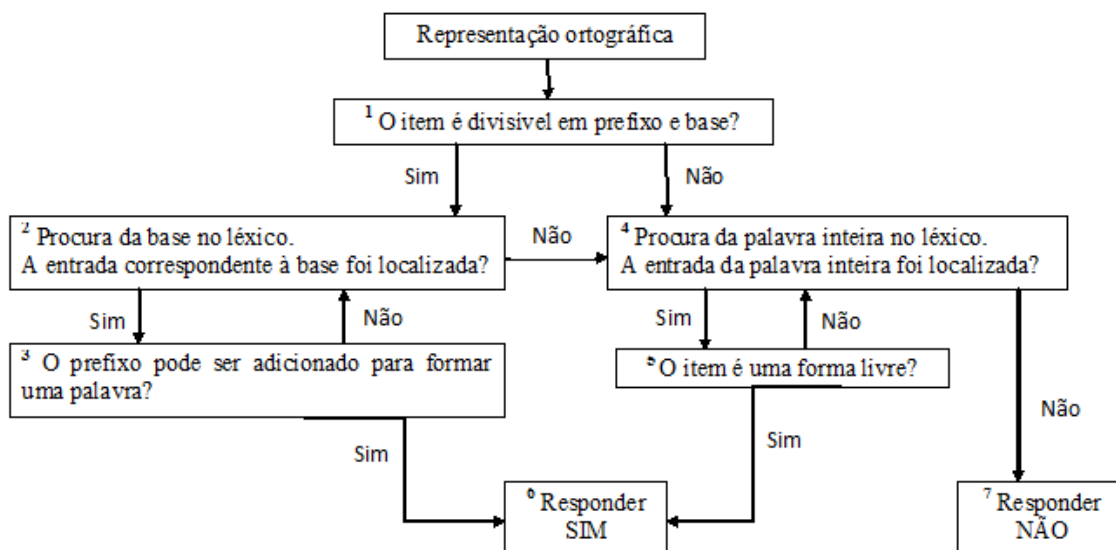 Representação ortográfica
1 O item é divisível em prefixo e base?
Sim
Não
2 Procura da base no léxico.
A entrada correspondente à base foi localizada?
Não
4 Procura da palavra inteira no léxico.
A entrada da palavra inteira foi localizada?
Sim
Não
Sim
Não
3 O prefixo pode ser adicionado para formar
uma palavra?
5 O item é uma forma livre?
Não
Sim
Sim
6 Responder
SIM
7 Responder
NÃO